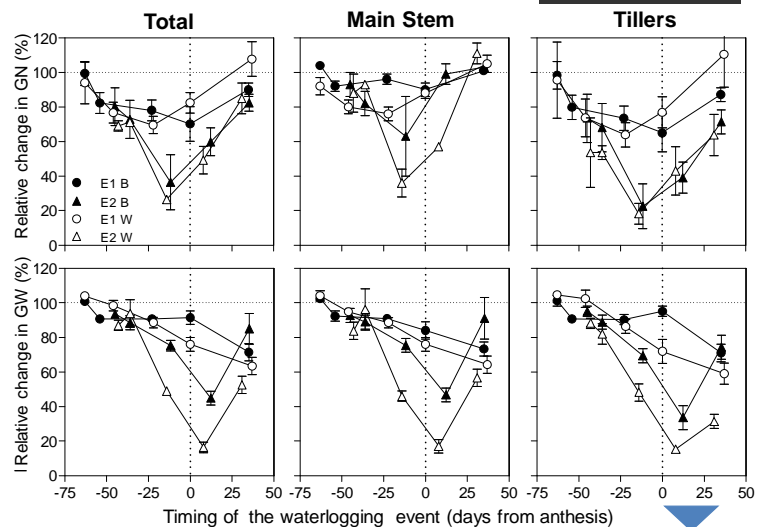 Total Main Stem Tillers
Relative change in GN (%)
120
100
80
60
40
20
0
E1 B
E2 B
E1 W
E2 W
l Relative change in GW (%)
120
100
80
60
40
20
0
-75 -50 -25 0 25 50 -75 -50 -25 0 25 50 -75 -50 -25 0 25 50
Timing of the waterlogging event (days from anthesis)